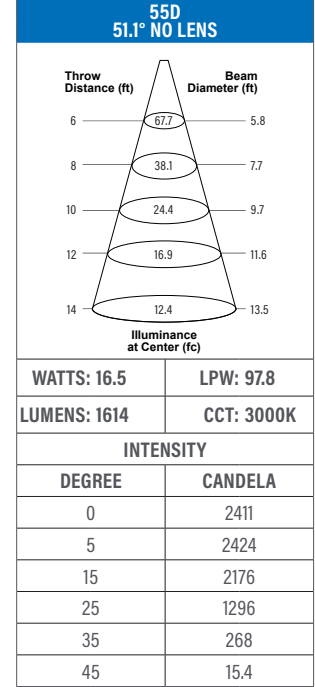 55D
51.1° NO LENS
Throw Beam
Distance (ft) Diameter (ft)
6 67.7 5.8
8 38.1 7.7
10 24.4 9.7
12 16.9 11.6
14 12.4 13.5
Illuminance
at Center (fc)
WATTS: 16.5 LPW: 97.8
LUMENS: 1614 CCT: 3000K
INTENSITY
DEGREE CANDELA
0 2411
5 2424
15 2176
25 1296
35 268
45 15.4